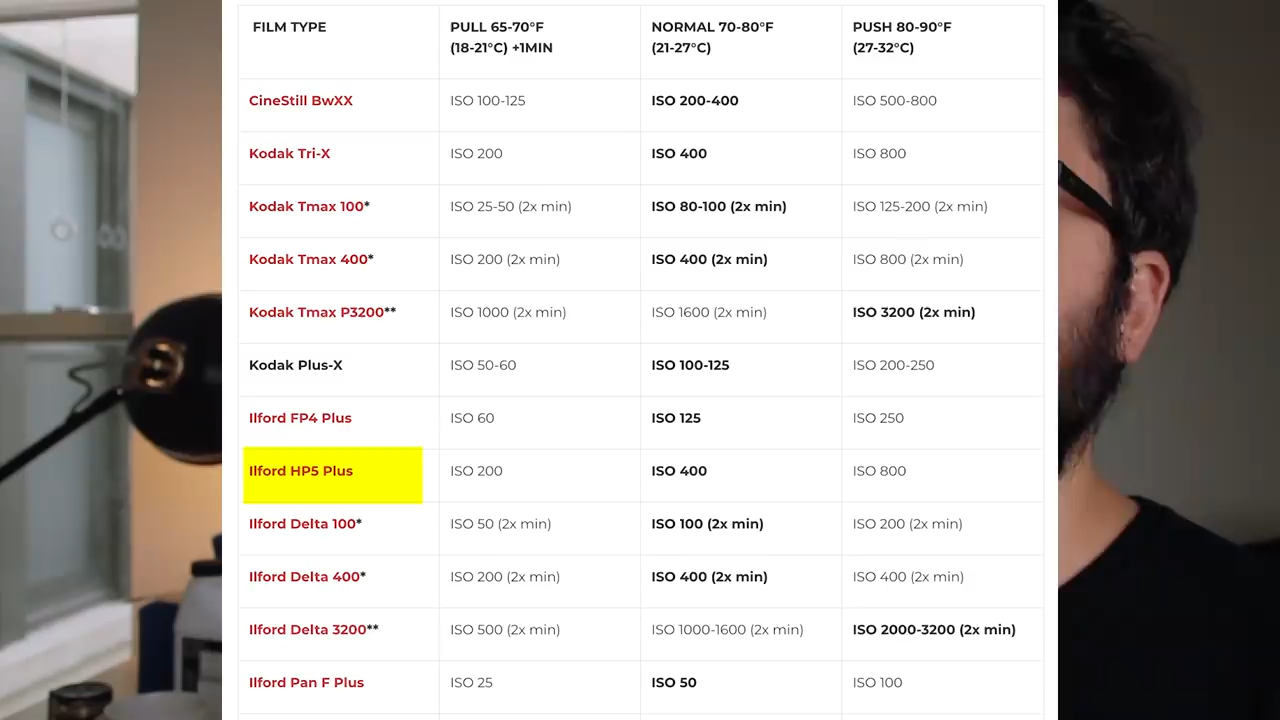 FILM TYPE
PULL 65-70°F
(18-21°C) +1MIN
NORMAL 70-80°F
(21-27°C)
PUSH 80-90°F
(27-32°C)
CineStill BwXX
ISO 100-125
ISO 200-400
ISO 500-800
Kodak Tri-X
ISO 200
ISO 400
ISO 800
Kodak Tmax 100*
ISO 25-50 (2x min)
ISO 80-100 (2x min)
ISO 125-200 (2x min)
Kodak Tmax 400*
ISO 200 (2x min)
ISO 400 (2x min)
ISO 800 (2x min)
Kodak Tmax P3200**
ISO 1000 (2x min)
ISO 1600 (2x min)
ISO 3200 (2x min)
Kodak Plus-X
ISO 50-60
ISO 100-125
ISO 200-250
Ilford FP4 Plus
ISO 60
ISO 125
ISO 250
Ilford HP5 Plus
ISO 200
ISO 400
ISO 800
Ilford Delta 100*
ISO 50 (2x min)
ISO 100 (2x min)
ISO 200 (2x min)
Ilford Delta 400*
ISO 200 (2x min)
ISO 400 (2x min)
ISO 400 (2x min)
Ilford Delta 3200**
ISO 500 (2x min)
ISO 1000-1600 (2x min)
ISO 2000-3200 (2x min)
Ilford Pan F Plus
ISO 25
ISO 50
ISO 100